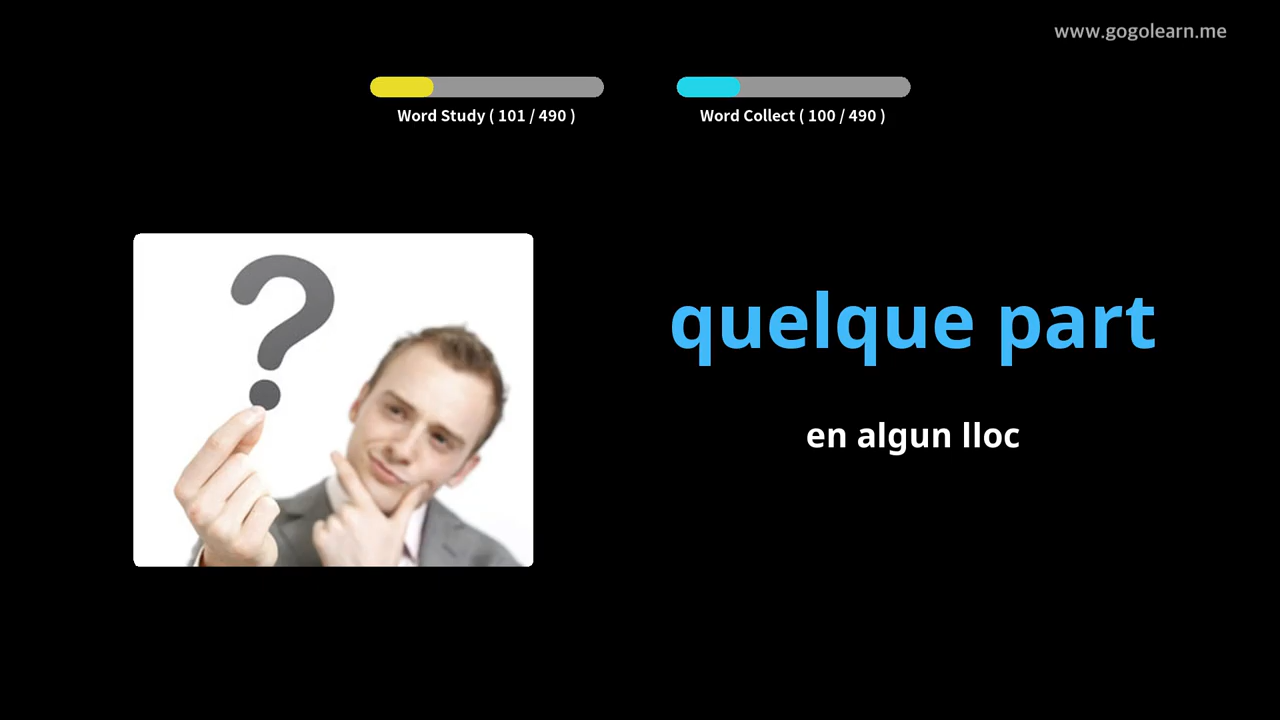 www.gogolearn.me
Word Study ( 101 / 490 )
Word Collect ( 100 / 490 )
?
quelque part
en algun lloc